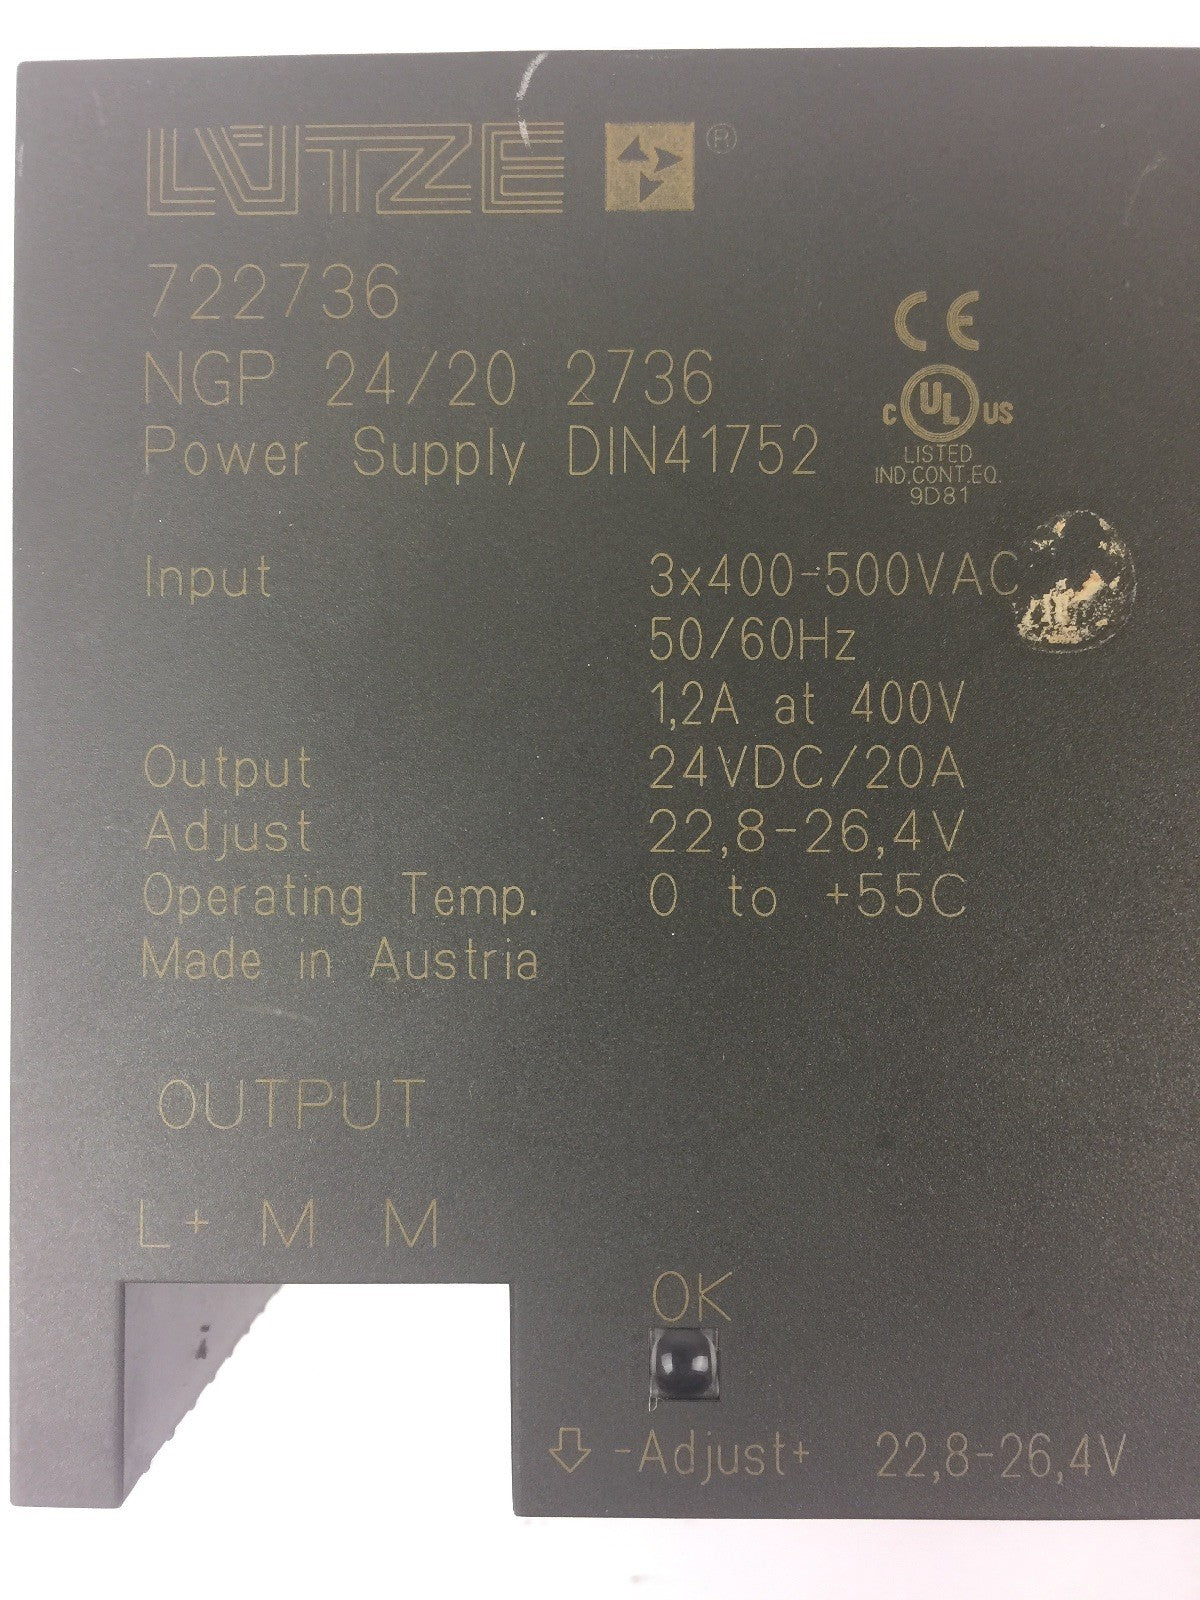 LÜTZE ®
722736
NGP 24/20 2736
Power Supply DIN41752
CE
c UL US
LISTED
IND.CONT.EQ.
9D81
Input 3x400-500VAC
50/60Hz
1,2A at 400V
Output 24VDC/20A
Adjust 22,8-26,4V
Operating Temp. 0 to +55C
Made in Austria
OUTPUT
L+ M M
OK
-Adjust+ 22,8-26,4V